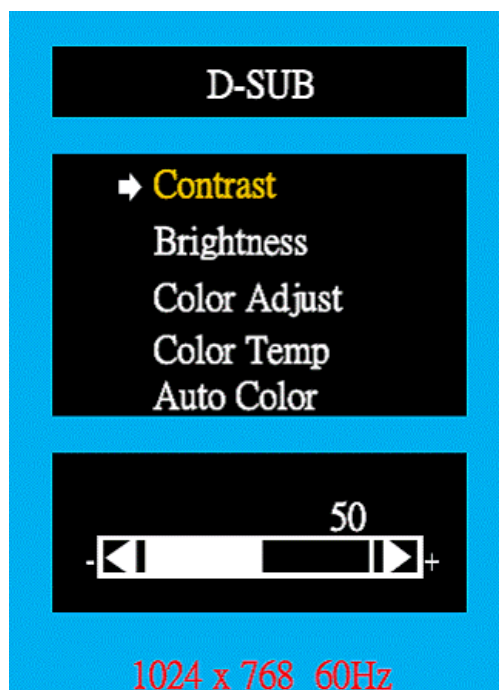 D-SUB
Contrast
Brightness
Color Adjust
Color Temp
Auto Color
50
- +
1024 x 768 60Hz